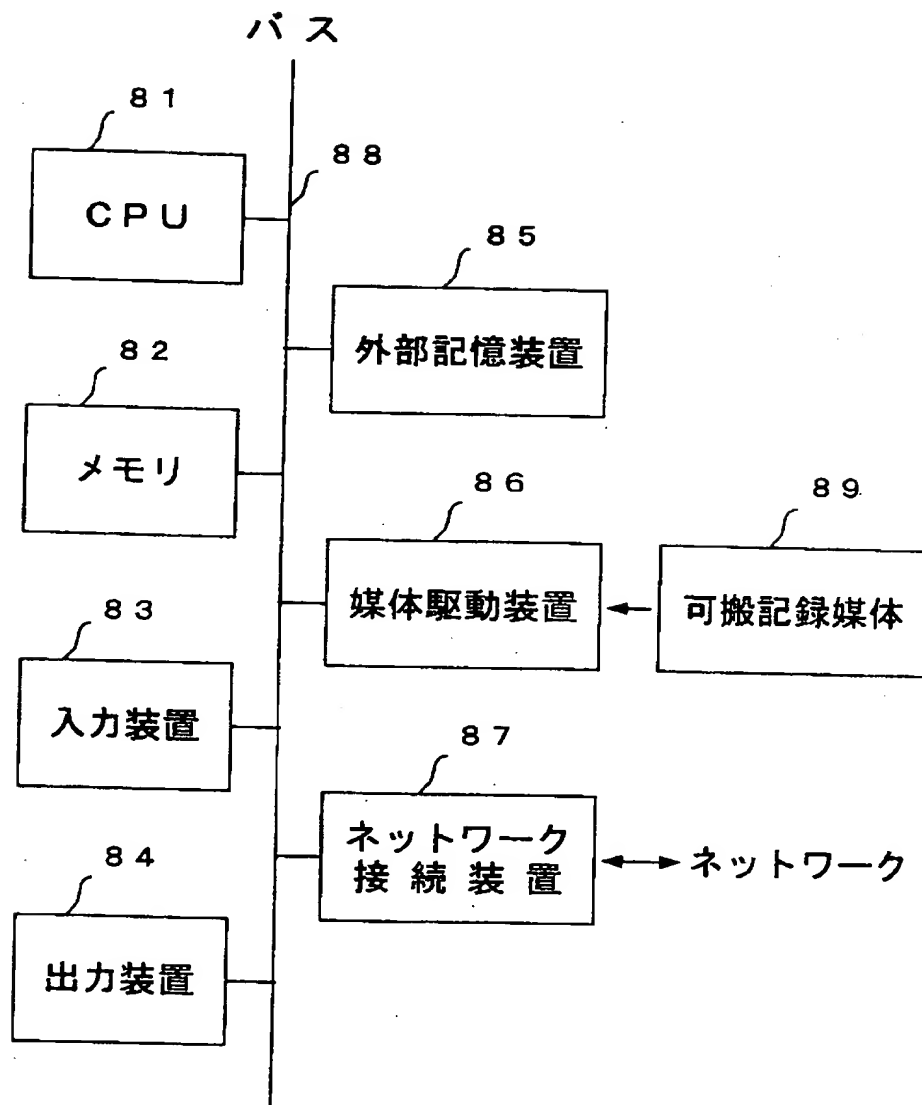 バス
81
CPU
88
85
外部記憶装置
82
メモリ
86
媒体駆動装置
89
可搬記録媒体
83
入力装置
87
ネットワーク
接続装置
ネットワーク
84
出力装置